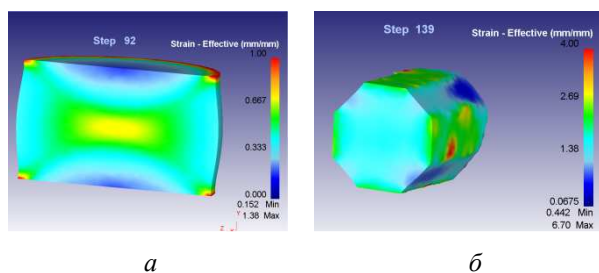 Step 92
Strain - Effective (mm/mm)
1.00
0.667
0.333
0.000
0.152 Min
1.38 Max
Y
Z
Step 139
Strain - Effective (mm/mm)
4.00
2.69
1.38
0.0675
0.442 Min
6.70 Max
а
б